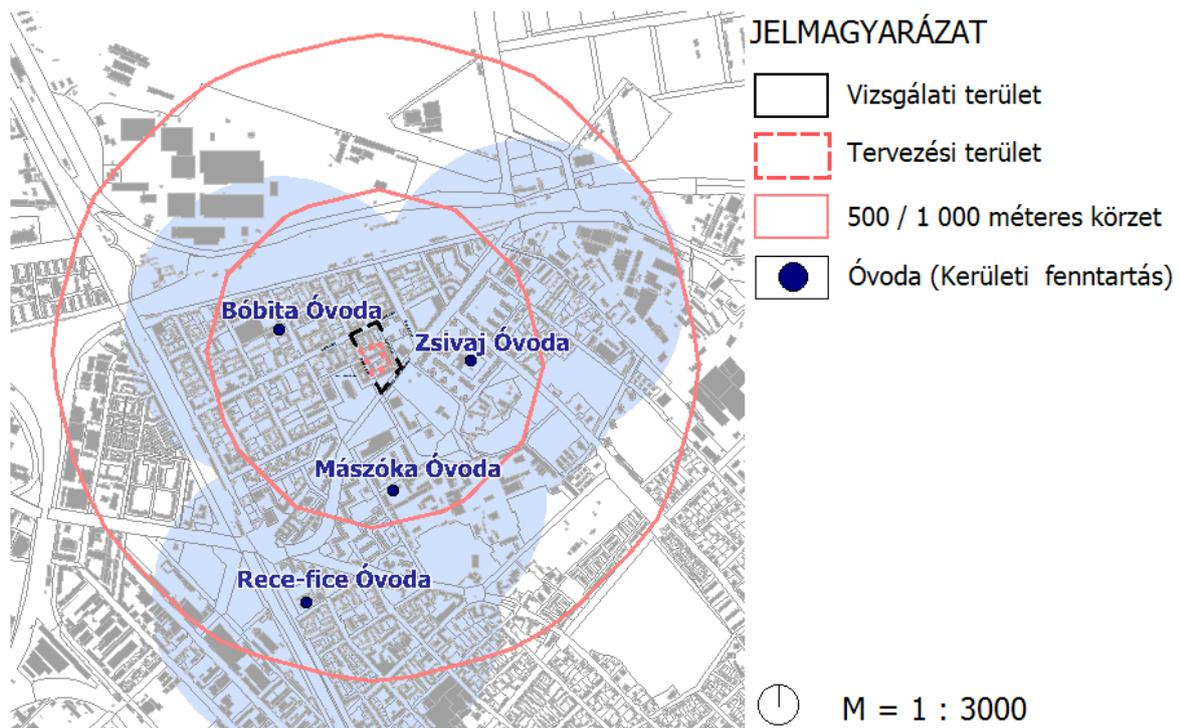 JELMAGYARÁZAT
Vizsgálati terület
Tervezési terület
500 / 1 000 méteres körzet
Óvoda (Kerületi fenntartás)
Bóbita Óvoda
Zsivaj Óvoda
Mászóka Óvoda
Rece-fice Óvoda
M = 1 : 3000